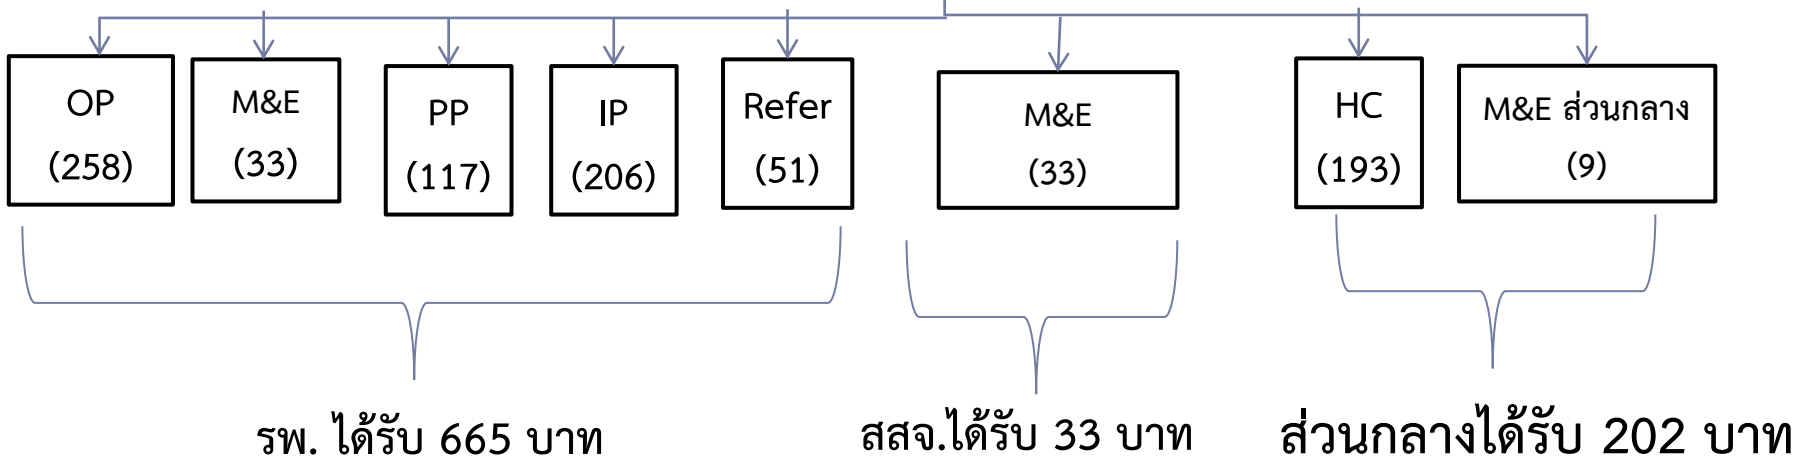 OP
(258)
M&E
(33)
PP
(117)
IP
(206)
Refer
(51)
M&E
(33)
HC
(193)
M&E ส่วนกลาง
(9)
รพ. ได้รับ 665 บาท
สสจ.ได้รับ 33 บาท
ส่วนกลางได้รับ 202 บาท